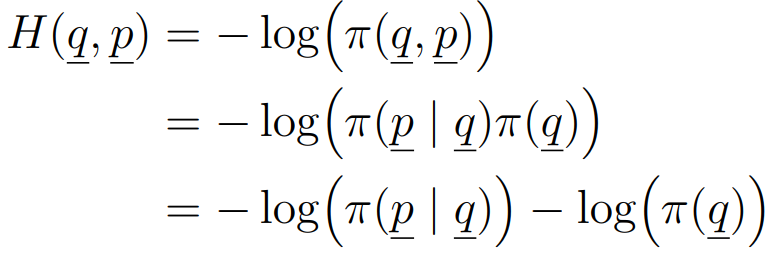 H(q̲, p̲) = − log(π(q̲, p̲))
= − log(π(p̲ | q̲)π(q̲))
= − log(π(p̲ | q̲)) − log(π(q̲))